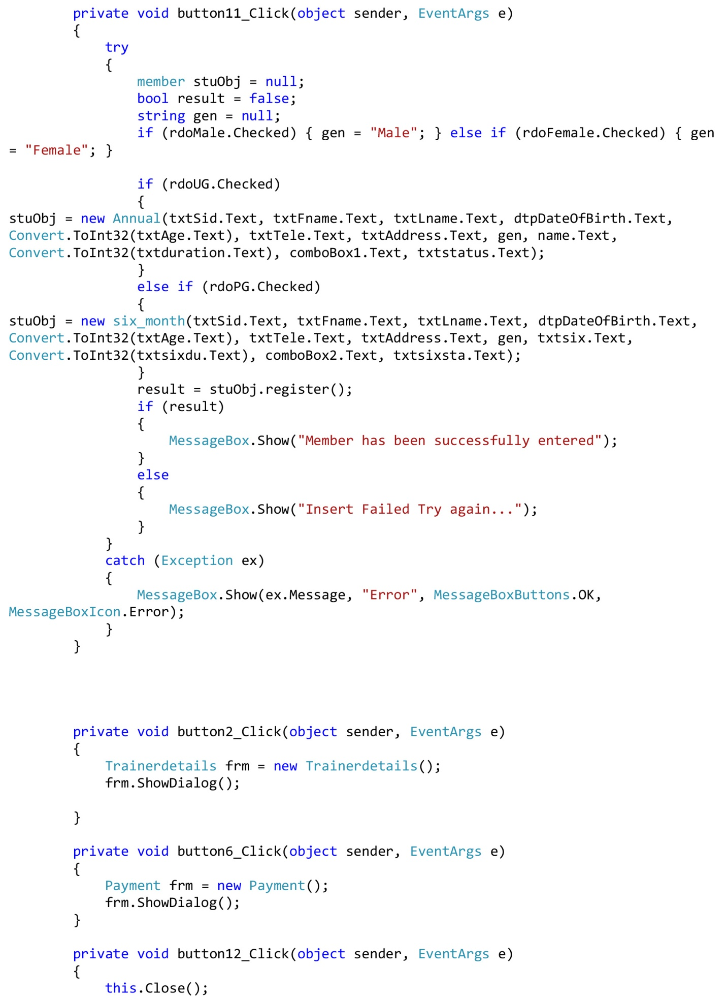 private void button11_Click(object sender, EventArgs e)
{
try
{
member stuObj = null;
bool result = false;
string gen = null;
if (rdoMale.Checked) { gen = "Male"; } else if (rdoFemale.Checked) { gen
= "Female"; }
if (rdoUG.Checked)
{
stuObj = new Annual(txtSid.Text, txtFname.Text, txtLname.Text, dtpDateOfBirth.Text,
Convert.ToInt32(txtAge.Text), txtTele.Text, txtAddress.Text, gen, name.Text,
Convert.ToInt32(txtduration.Text), comboBox1.Text, txtstatus.Text);
}
else if (rdoPG.Checked)
{
stuObj = new six_month(txtSid.Text, txtFname.Text, txtLname.Text, dtpDateOfBirth.Text,
Convert.ToInt32(txtAge.Text), txtTele.Text, txtAddress.Text, gen, txtsix.Text,
Convert.ToInt32(txtsixdu.Text), comboBox2.Text, txtsixsta.Text);
}
result = stuObj.register();
if (result)
{
MessageBox.Show("Member has been successfully entered");
}
else
{
MessageBox.Show("Insert Failed Try again...");
}
}
catch (Exception ex)
{
MessageBox.Show(ex.Message, "Error", MessageBoxButtons.OK,
MessageBoxIcon.Error);
}
}
private void button2_Click(object sender, EventArgs e)
{
Trainerdetails frm = new Trainerdetails();
frm.ShowDialog();
}
private void button6_Click(object sender, EventArgs e)
{
Payment frm = new Payment();
frm.ShowDialog();
}
private void button12_Click(object sender, EventArgs e)
{
this.Close();